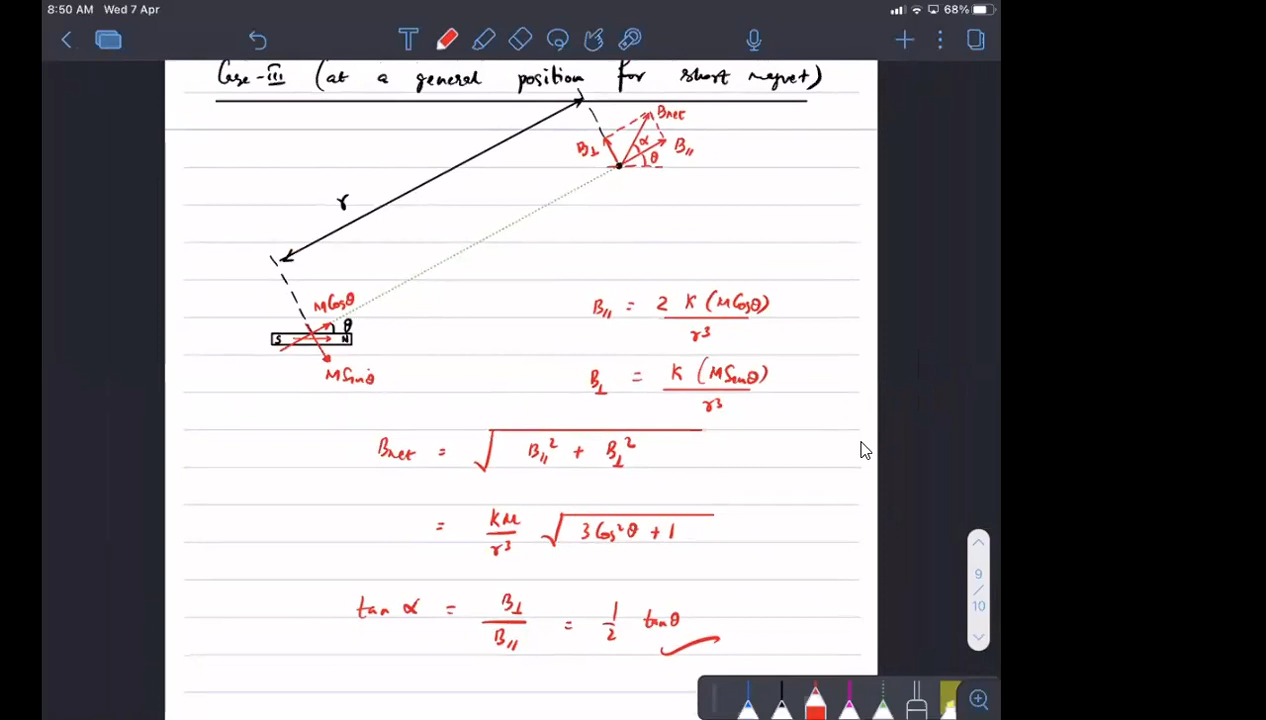 8:50 AM Wed 7 Apr
68%
Case-III (at a general position for short magnet)
Bnet
B⊥
α
B//
θ
r
MCosθ
θ
S N
MSinθ
B// = 2 K (MCosθ) / r³
B⊥ = K (MSinθ) / r³
Bnet = √(B//² + B⊥²)
= KM / r³ √(3Cos²θ + 1)
tan α = B⊥ / B// = 1/2 tanθ
9
/
10